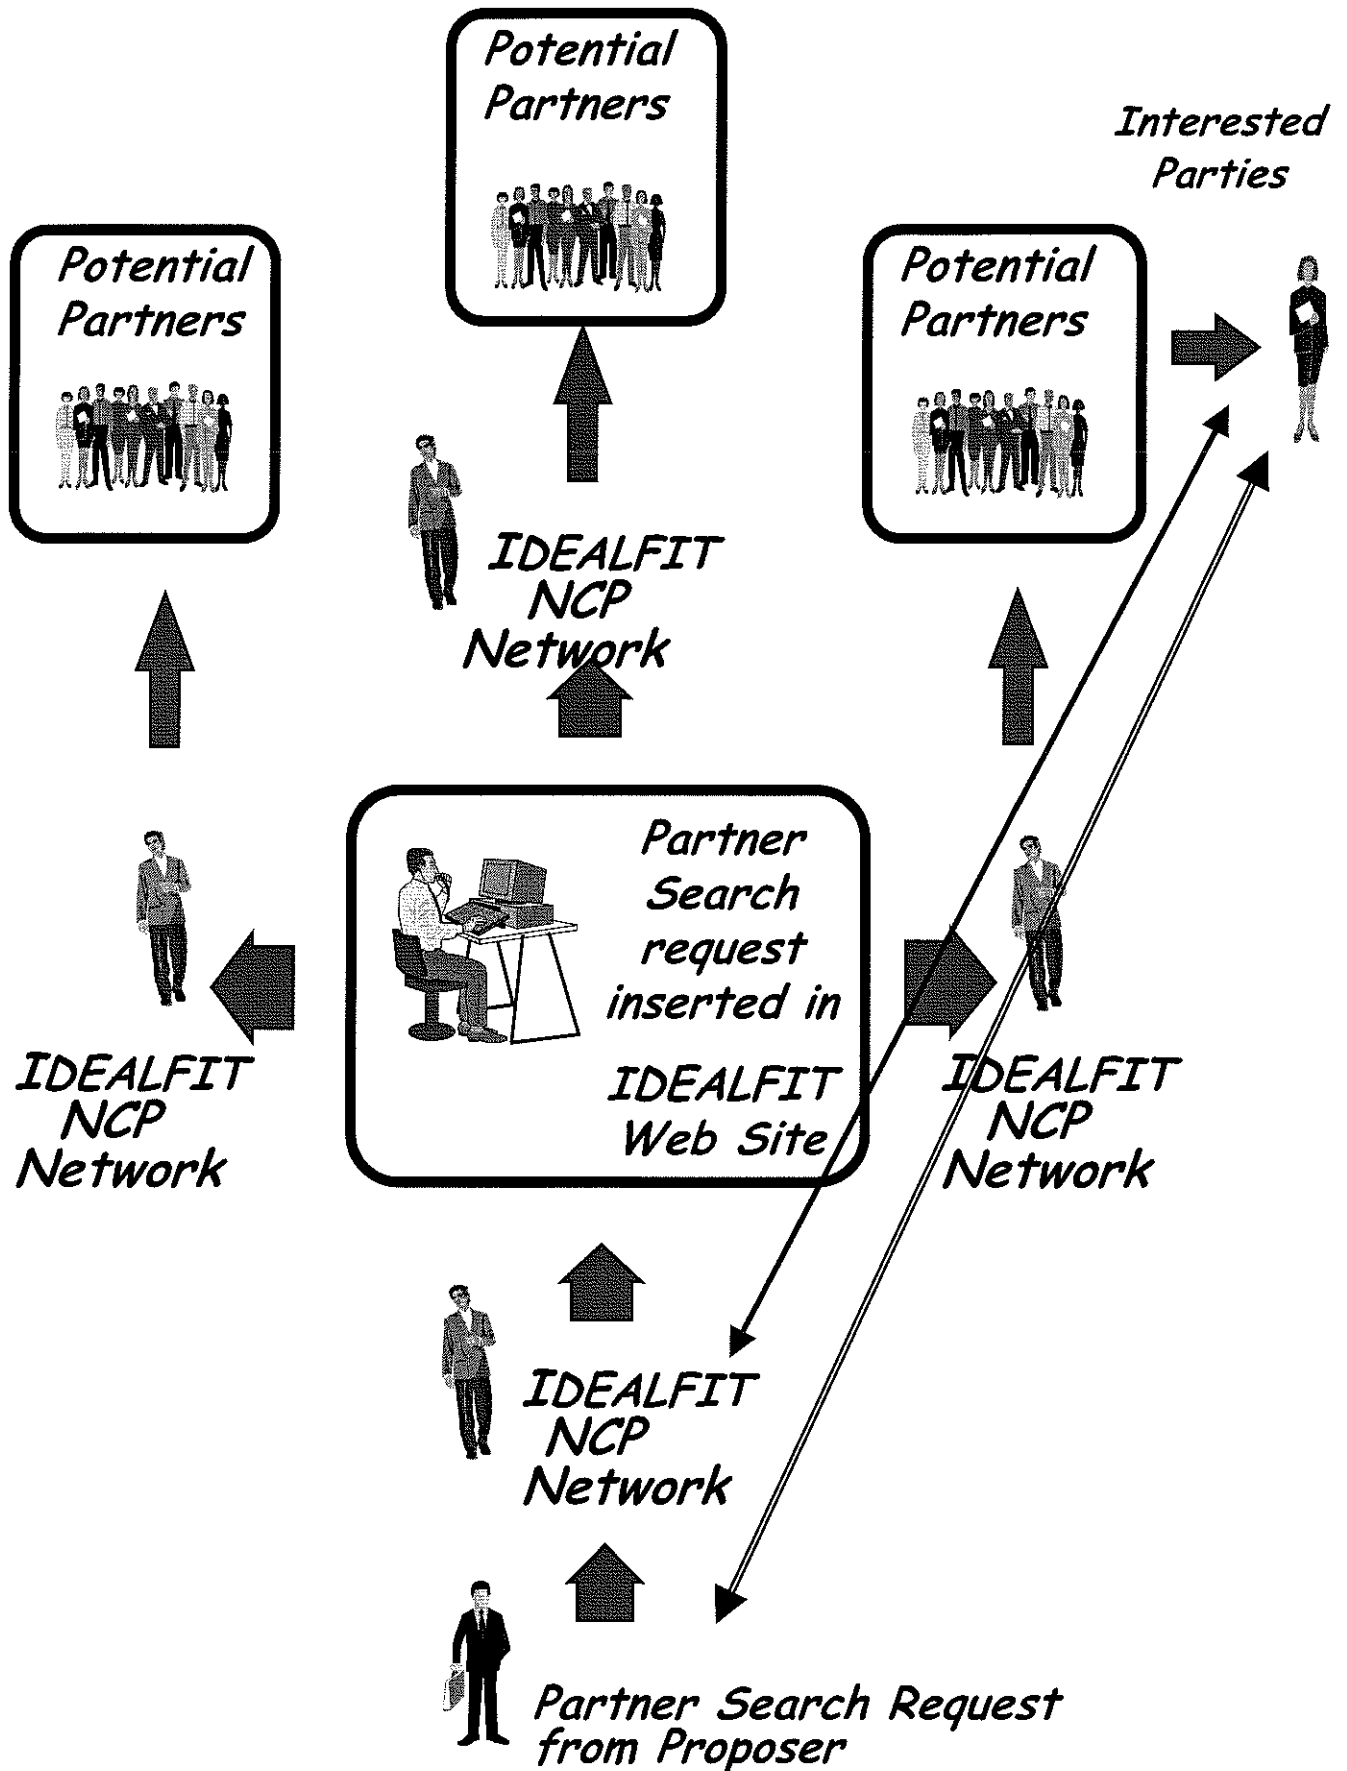 Potential
Partners
Interested
Parties
Potential
Partners
Potential
Partners
IDEALFIT
NCP
Network
Partner
Search
request
inserted in
IDEALFIT
Web Site
IDEALFIT
NCP
Network
IDEALFIT
NCP
Network
IDEALFIT
NCP
Network
Partner Search Request
from Proposer